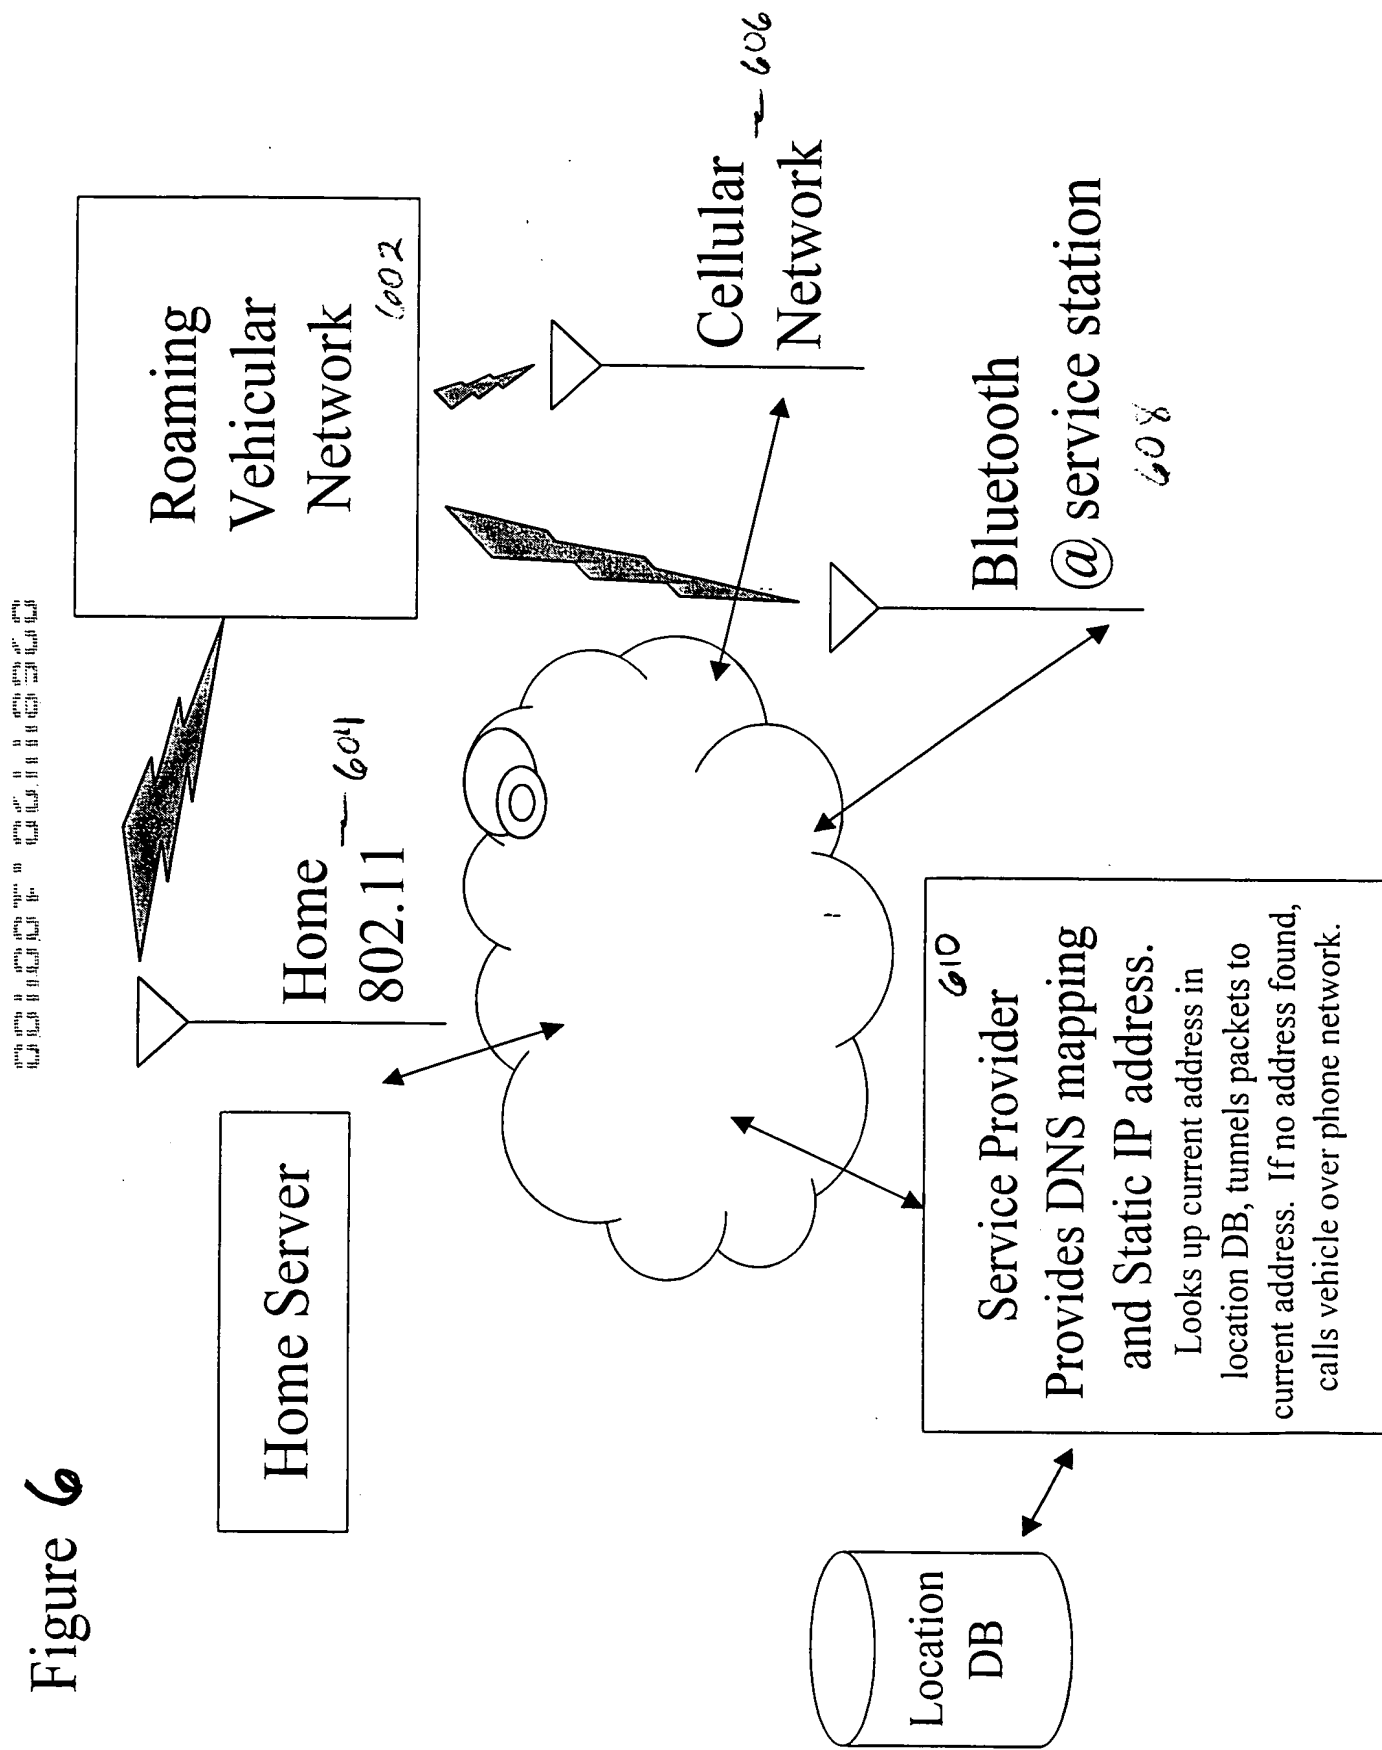 Figure 6
Home Server
Home
802.11
604
Roaming
Vehicular
Network
6002
Cellular
Network
606
Bluetooth
@ service station
608
610
Service Provider
Provides DNS mapping
and Static IP address.
Looks up current address in
location DB, tunnels packets to
current address. If no address found,
calls vehicle over phone network.
Location
DB